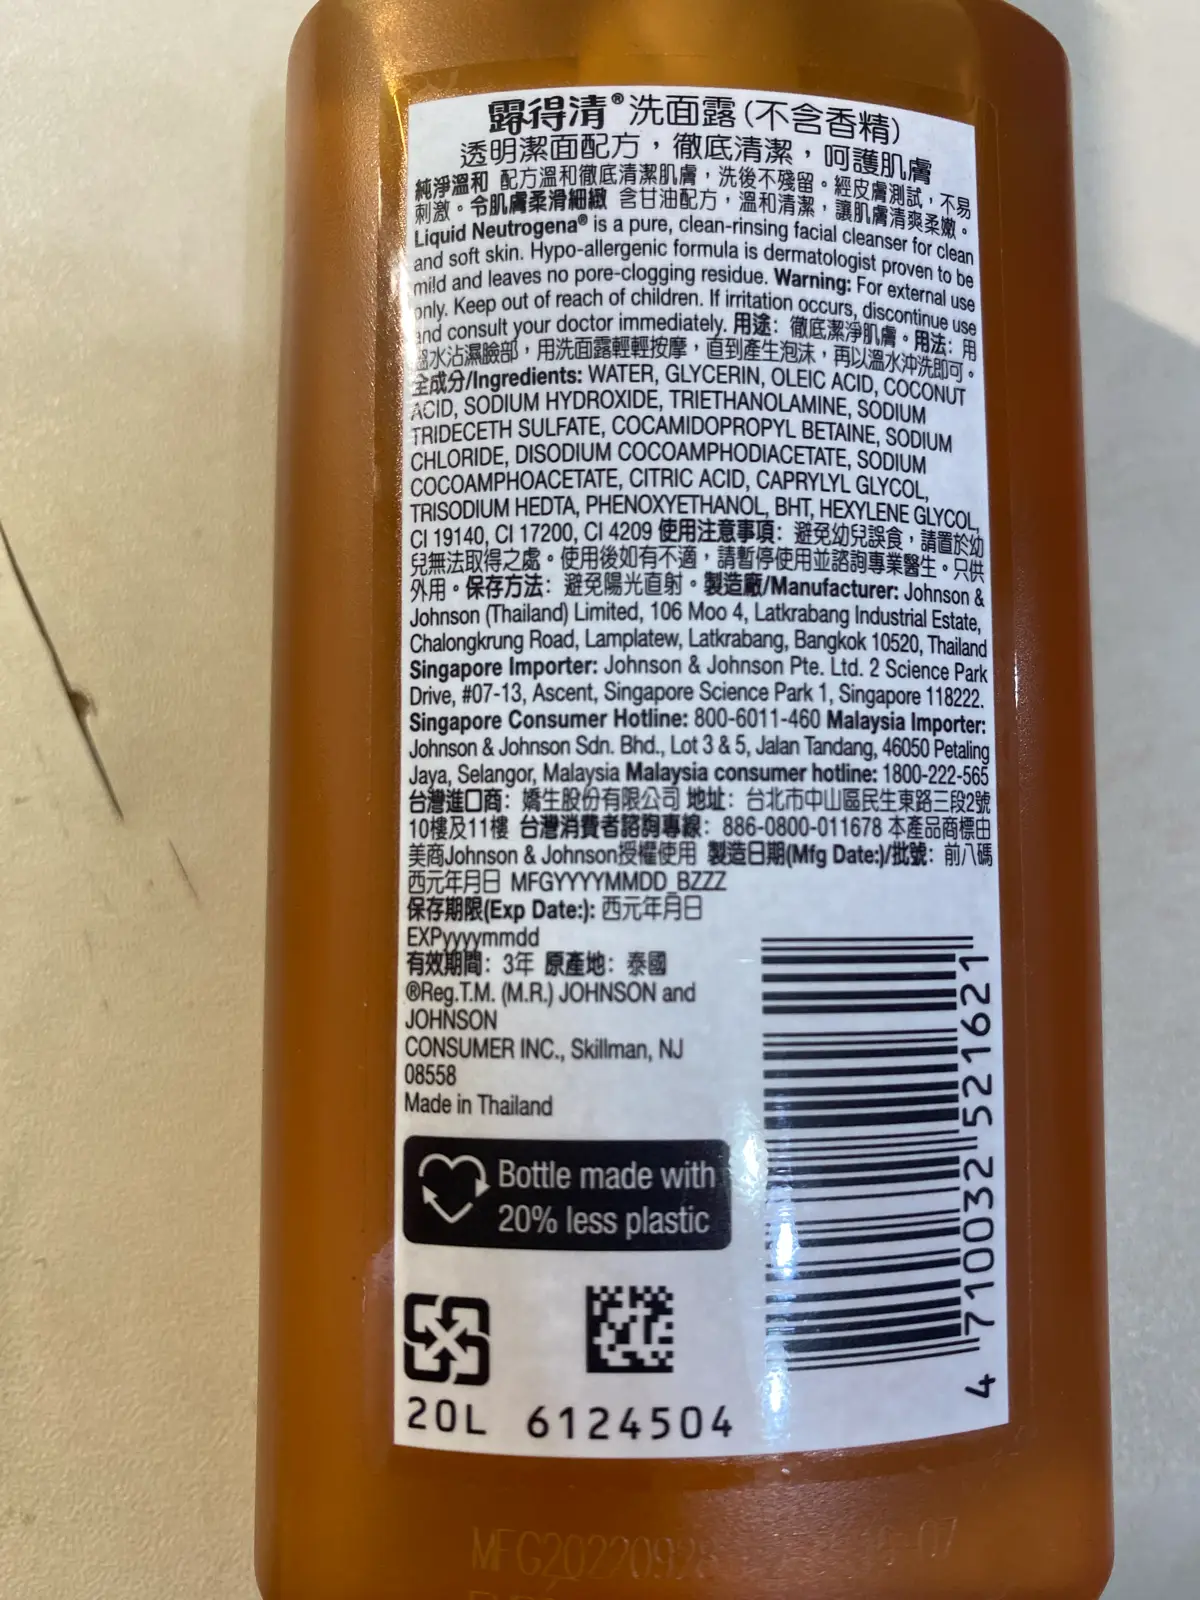 露得清® 洗面露(不含香精)
透明潔面配方，徹底清潔，呵護肌膚
純淨溫和 配方溫和徹底清潔肌膚，洗後不殘留。經皮膚測試，不易
刺激。令肌膚柔滑細緻 含甘油配方，溫和清潔，讓肌膚清爽柔嫩。
Liquid Neutrogena® is a pure, clean-rinsing facial cleanser for clean
and soft skin. Hypo-allergenic formula is dermatologist proven to be
mild and leaves no pore-clogging residue. Warning: For external use
only. Keep out of reach of children. If irritation occurs, discontinue use
and consult your doctor immediately. 用途：徹底潔淨肌膚。用法：用
溫水沾濕臉部，用洗面露輕輕按摩，直到產生泡沫，再以溫水沖洗即可。
全成分/Ingredients: WATER, GLYCERIN, OLEIC ACID, COCONUT
ACID, SODIUM HYDROXIDE, TRIETHANOLAMINE, SODIUM
TRIDECETH SULFATE, COCAMIDOPROPYL BETAINE, SODIUM
CHLORIDE, DISODIUM COCOAMPHODIACETATE, SODIUM
COCOAMPHOACETATE, CITRIC ACID, CAPRYLYL GLYCOL,
TRISODIUM HEDTA, PHENOXYETHANOL, BHT, HEXYLENE GLYCOL,
CI 19140, CI 17200, CI 4209 使用注意事項：避免幼兒誤食，請置於幼
兒無法取得之處。使用後如有不適，請暫停使用並諮詢專業醫生。只供
外用。保存方法：避免陽光直射。製造廠/Manufacturer: Johnson &
Johnson (Thailand) Limited, 106 Moo 4, Latkrabang Industrial Estate,
Chalongkrung Road, Lamplatew, Latkrabang, Bangkok 10520, Thailand
Singapore Importer: Johnson & Johnson Pte. Ltd. 2 Science Park
Drive, #07-13, Ascent, Singapore Science Park 1, Singapore 118222.
Singapore Consumer Hotline: 800-6011-460 Malaysia Importer:
Johnson & Johnson Sdn. Bhd., Lot 3 & 5, Jalan Tandang, 46050 Petaling
Jaya, Selangor, Malaysia Malaysia consumer hotline: 1800-222-565
台灣進口商：嬌生股份有限公司 地址：台北市中山區民生東路三段2號
10樓及11樓 台灣消費者諮詢專線：886-0800-011678 本產品商標由
美商Johnson & Johnson授權使用 製造日期(Mfg Date:)/批號：前八碼
西元年月日 MFGYYYYMMDD_BZZZ
保存期限(Exp Date:): 西元年月日
EXPyyyymmdd
有效期間：3年 原產地：泰國
®Reg.T.M. (M.R.) JOHNSON and
JOHNSON
CONSUMER INC., Skillman, NJ
08558
Made in Thailand
Bottle made with
20% less plastic
4 710032 521621
20L 6124504
MFG20220928